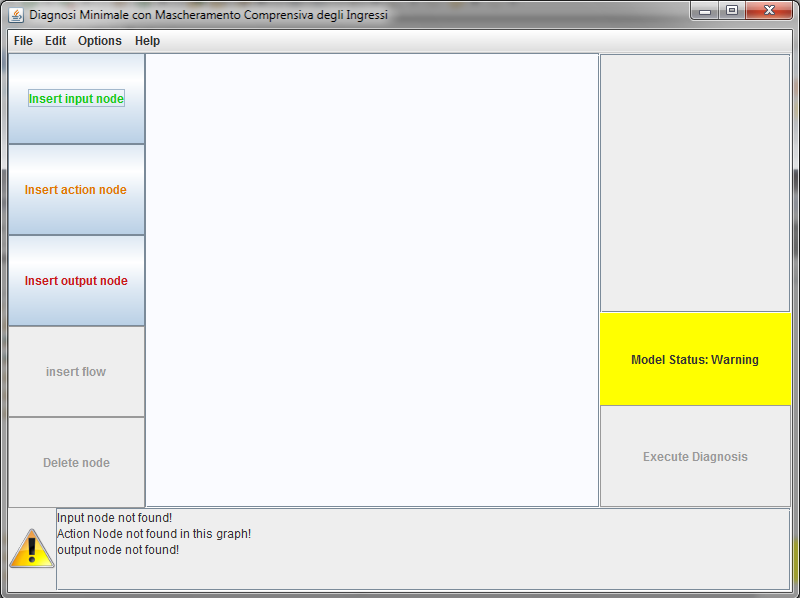 Diagnosi Minimale con Mascheramento Comprensiva degli Ingressi
File Edit Options Help
Insert input node
Insert action node
Insert output node
insert flow
Delete node
Model Status: Warning
Execute Diagnosis
Input node not found!
Action Node not found in this graph!
output node not found!